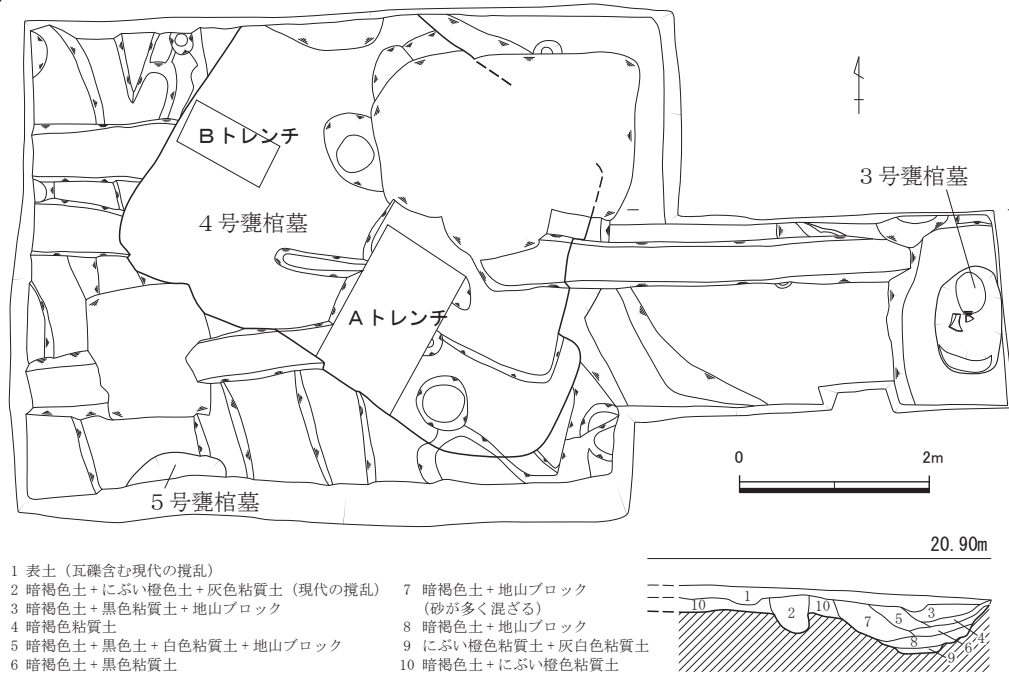 Bトレンチ
3号甕棺墓
4号甕棺墓
Aトレンチ
5号甕棺墓
0 2m
20.90m
1 表土（瓦礫含む現代の撹乱）
2 暗褐色土+にぶい橙色土+灰色粘質土（現代の撹乱）
3 暗褐色土+黒色粘質土+地山ブロック
4 暗褐色粘質土
5 暗褐色土+黒色土+白色粘質土+地山ブロック
6 暗褐色土+黒色粘質土
7 暗褐色土+地山ブロック
（砂が多く混ざる）
8 暗褐色土+地山ブロック
9 にぶい橙色粘質土+灰白色粘質土
10 暗褐色土+にぶい橙色粘質土
10 1 2 10 7 5 3 8 4 6 9